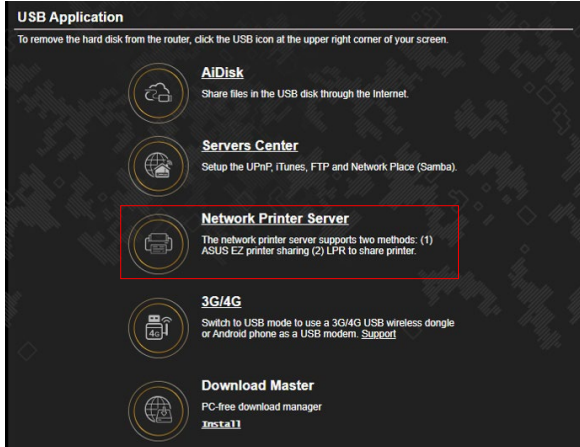 USB Application
To remove the hard disk from the router, click the USB icon at the upper right corner of your screen.
AiDisk
Share files in the USB disk through the Internet.
Servers Center
Setup the UPnP, iTunes, FTP and Network Place (Samba).
Network Printer Server
The network printer server supports two methods: (1)
ASUS EZ printer sharing (2) LPR to share printer.
4G
3G/4G
Switch to USB mode to use a 3G/4G USB wireless dongle
or Android phone as a USB modem. Support
Download Master
PC-free download manager
Install